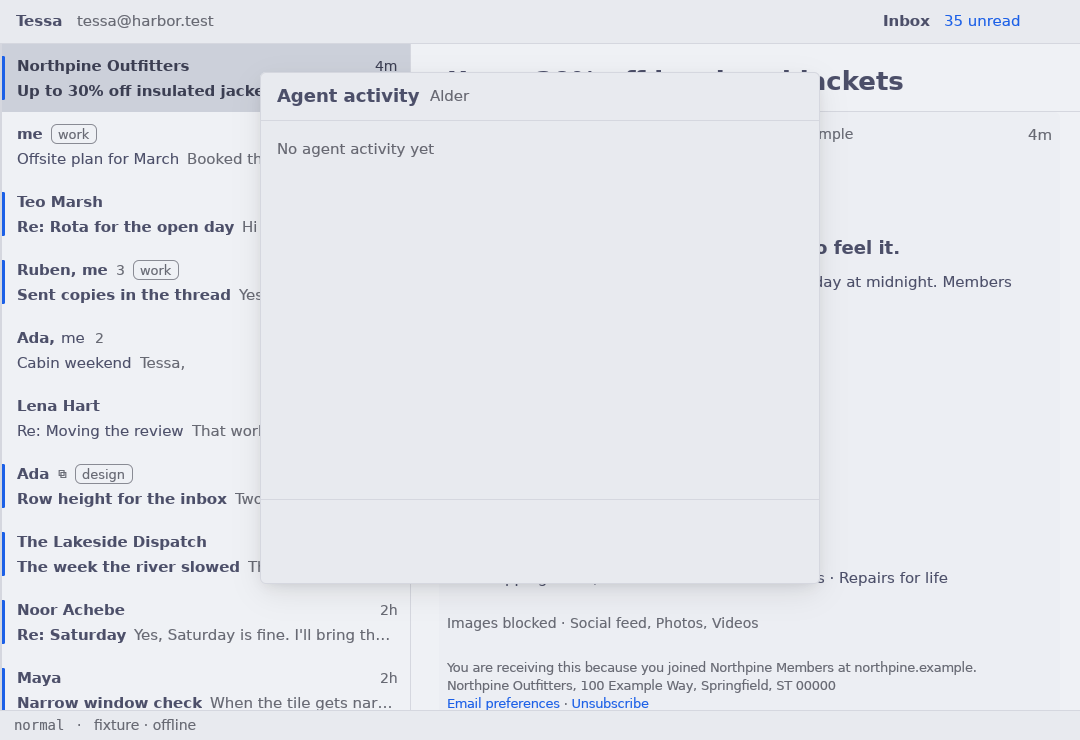 Tessa tessa@harbor.test Inbox 35 unread
Northpine Outfitters 4m
Up to 30% off insulated
me work
Offsite plan for March Booked
Teo Marsh
Re: Rota for the open day Hi
Ruben, me 3 work
Sent copies in the thread Yes
Ada, me 2
Cabin weekend Tessa,
Lena Hart
Re: Moving the review That
Ada design
Row height for the inbox Two
The Lakeside Dispatch
The week the river slowed
Noor Achebe 2h
Re: Saturday Yes, Saturday is fine. I'll bring th…
Maya 2h
Narrow window check When the tile gets nar…
Agent activity Alder
No agent activity yet
4m
feel it.
at midnight. Members
· Repairs for life
Images blocked · Social feed, Photos, Videos
You are receiving this because you joined Northpine Members at northpine.example.
Northpine Outfitters, 100 Example Way, Springfield, ST 00000
Email preferences · Unsubscribe
normal · fixture · offline